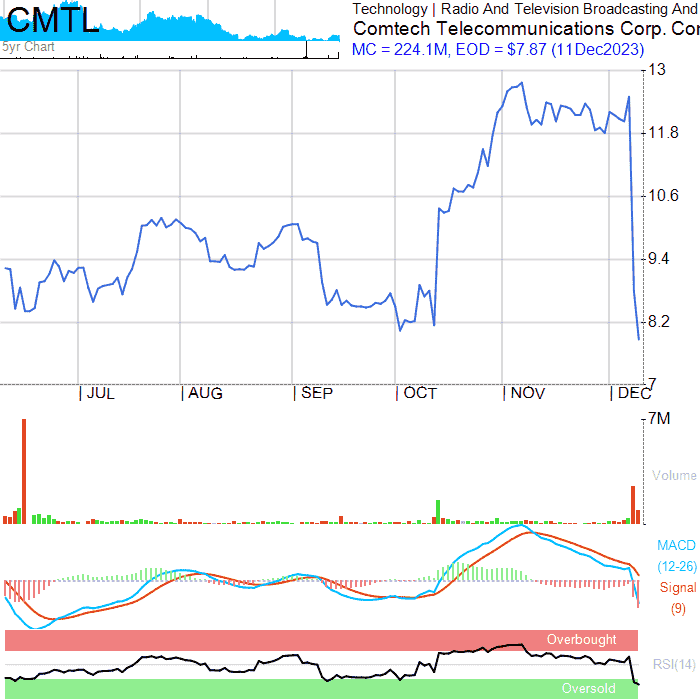 CMTL
5yr Chart
Technology | Radio And Television Broadcasting And
Comtech Telecommunications Corp. Cor
MC = 224.1M, EOD = $7.87 (11Dec2023)
13
11.8
10.6
9.4
8.2
7
JUL
AUG
SEP
OCT
NOV
DEC
7M
Volume
MACD
(12-26)
Signal
(9)
Overbought
RSI(14)
Oversold